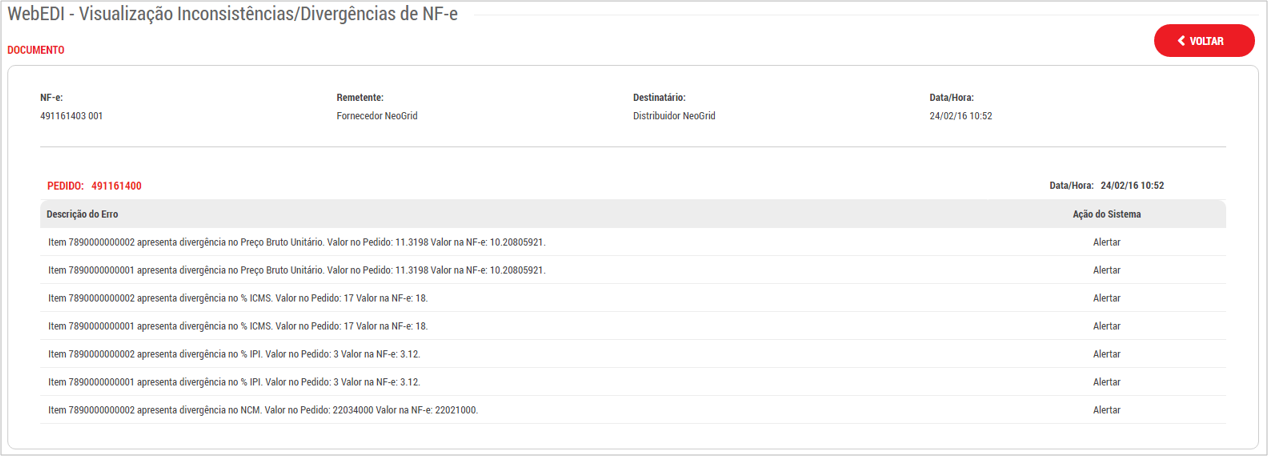 WebEDI - Visualização Inconsistências/Divergências de NF-e
VOLTAR
DOCUMENTO
NF-e: Remetente: Destinatário: Data/Hora:
491161403 001 Fornecedor NeoGrid Distribuidor NeoGrid 24/02/16 10:52
PEDIDO: 491161400 Data/Hora: 24/02/16 10:52
Descrição do Erro Ação do Sistema
Item 7890000000002 apresenta divergência no Preço Bruto Unitário. Valor no Pedido: 11.3198 Valor na NF-e: 10.20805921. Alertar
Item 7890000000001 apresenta divergência no Preço Bruto Unitário. Valor no Pedido: 11.3198 Valor na NF-e: 10.20805921. Alertar
Item 7890000000002 apresenta divergência no % ICMS. Valor no Pedido: 17 Valor na NF-e: 18. Alertar
Item 7890000000001 apresenta divergência no % ICMS. Valor no Pedido: 17 Valor na NF-e: 18. Alertar
Item 7890000000002 apresenta divergência no % IPI. Valor no Pedido: 3 Valor na NF-e: 3.12. Alertar
Item 7890000000001 apresenta divergência no % IPI. Valor no Pedido: 3 Valor na NF-e: 3.12. Alertar
Item 7890000000002 apresenta divergência no NCM. Valor no Pedido: 22034000 Valor na NF-e: 22021000. Alertar